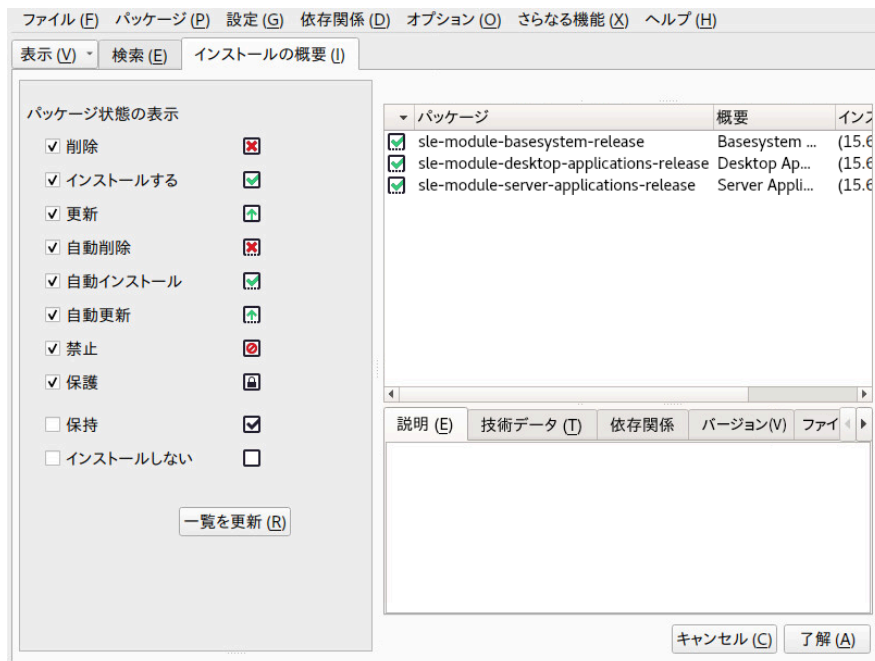 ファイル (F) パッケージ (P) 設定 (G) 依存関係 (D) オプション (O) さらなる機能 (X) ヘルプ (H)
表示 (V) 検索 (E) インストールの概要 (I)
パッケージ状態の表示
削除
インストールする
更新
自動削除
自動インストール
自動更新
禁止
保護
保持
インストールしない
一覧を更新 (R)
パッケージ 概要 インス
sle-module-basesystem-release Basesystem ... (15.6
sle-module-desktop-applications-release Desktop Ap... (15.6
sle-module-server-applications-release Server Appli... (15.6
説明 (E) 技術データ (T) 依存関係 バージョン(V) ファイ
キャンセル (C) 了解 (A)